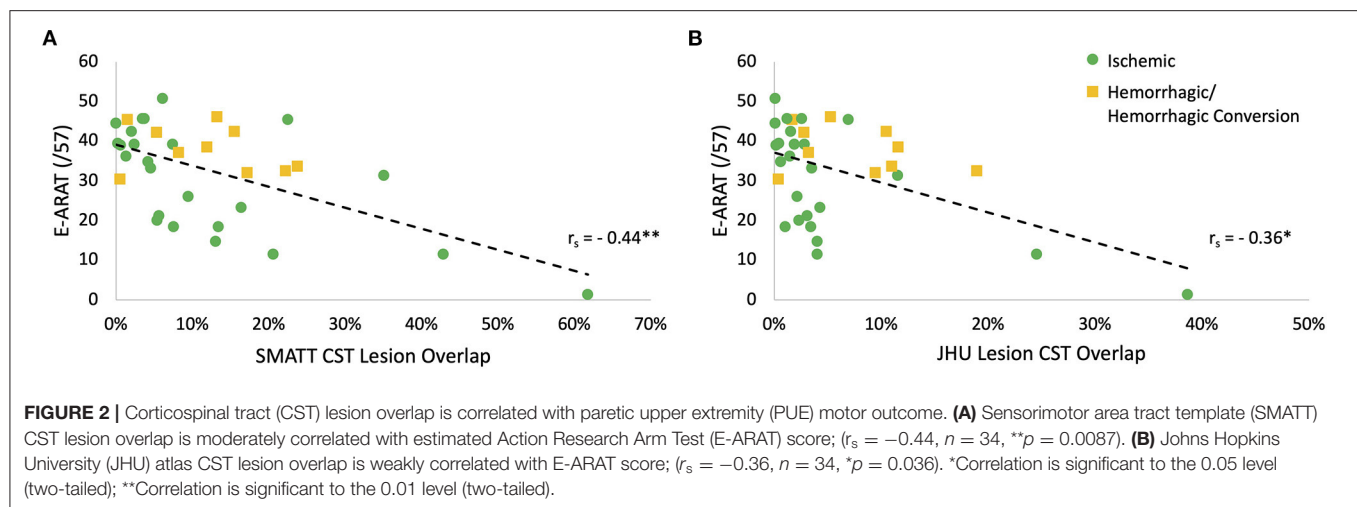 A
60
50
40
30
20
10
0
E-ARAT (/57)
0% 10% 20% 30% 40% 50% 60% 70%
SMATT CST Lesion Overlap
rs = - 0.44**
B
60
50
40
30
20
10
0
E-ARAT (/57)
0% 10% 20% 30% 40% 50%
JHU Lesion CST Overlap
rs = - 0.36*
Ischemic
Hemorrhagic/
Hemorrhagic Conversion
FIGURE 2 | Corticospinal tract (CST) lesion overlap is correlated with paretic upper extremity (PUE) motor outcome. (A) Sensorimotor area tract template (SMATT)
CST lesion overlap is moderately correlated with estimated Action Research Arm Test (E-ARAT) score; (rs = −0.44, n = 34, **p = 0.0087). (B) Johns Hopkins
University (JHU) atlas CST lesion overlap is weakly correlated with E-ARAT score; (rs = −0.36, n = 34, *p = 0.036). *Correlation is significant to the 0.05 level
(two-tailed); **Correlation is significant to the 0.01 level (two-tailed).